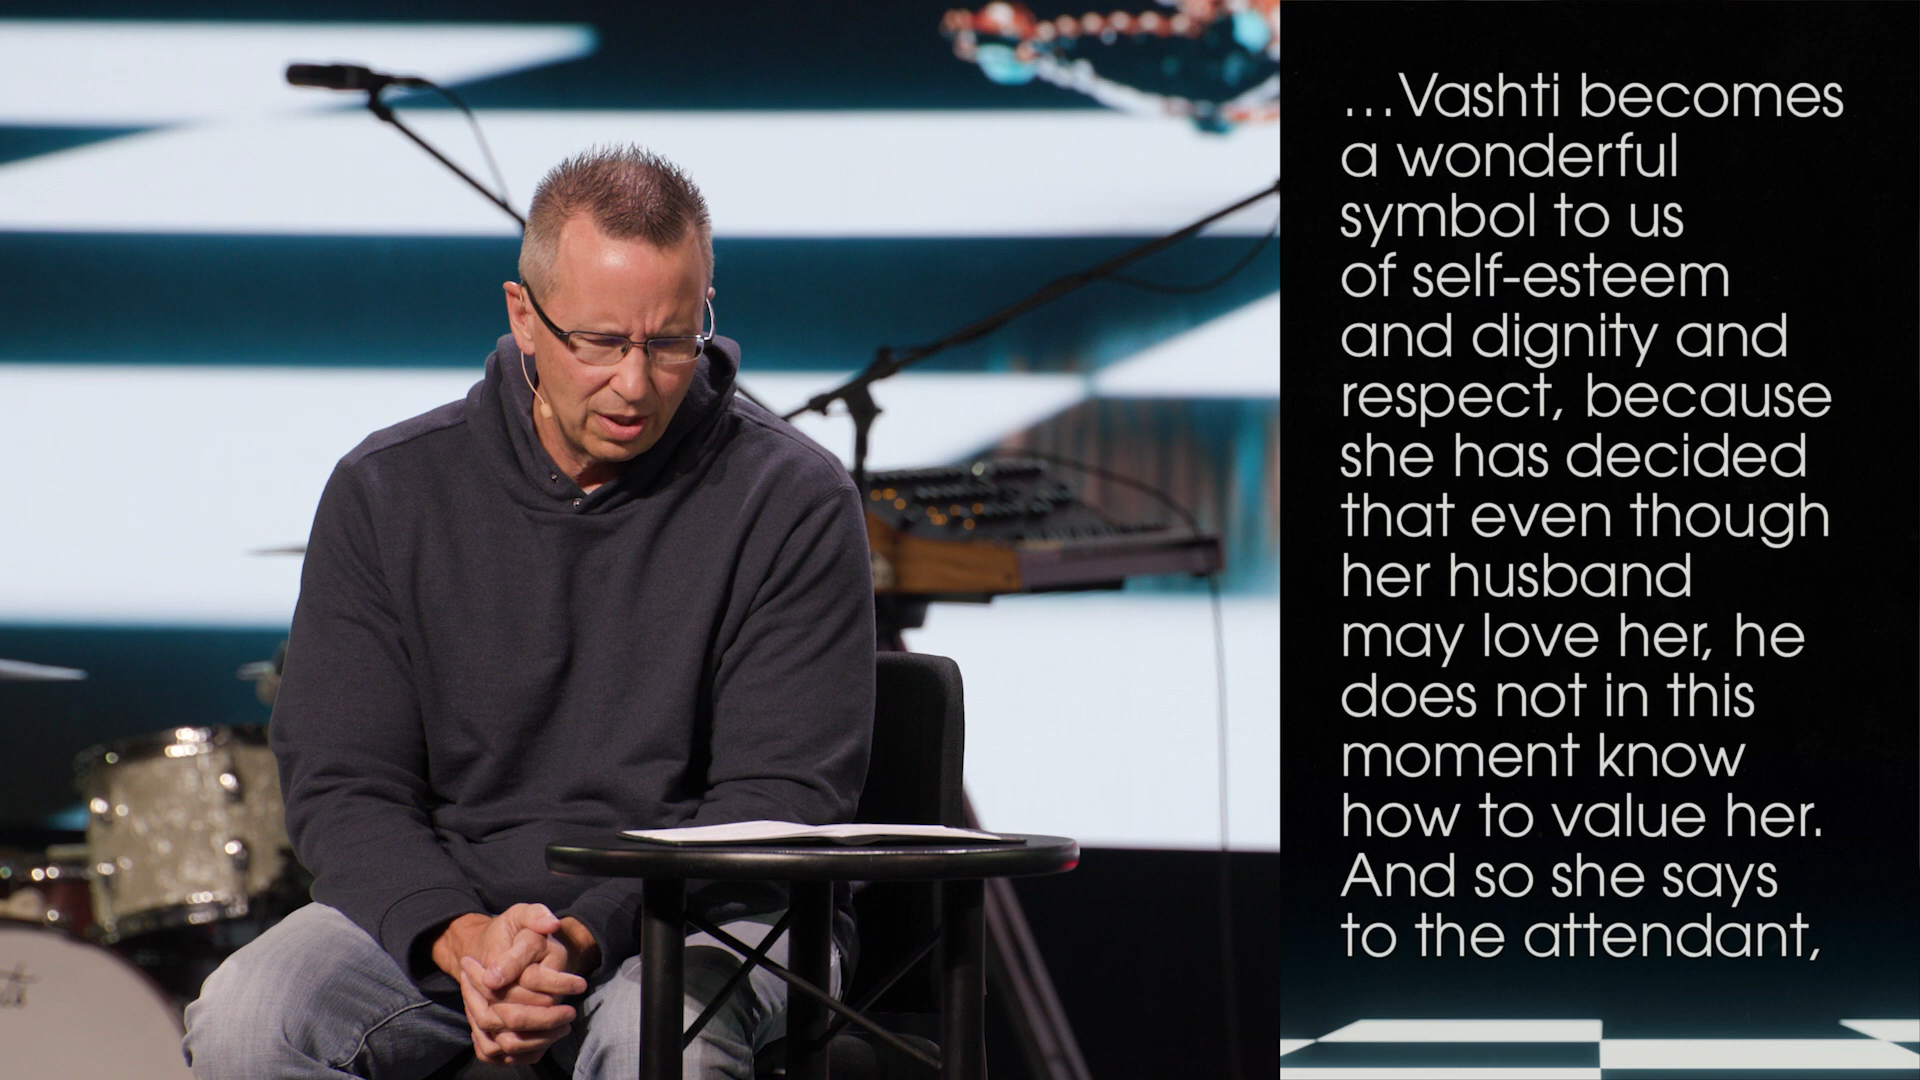 ...Vashti becomes
a wonderful
symbol to us
of self-esteem
and dignity and
respect, because
she has decided
that even though
her husband
may love her, he
does not in this
moment know
how to value her.
And so she says
to the attendant,